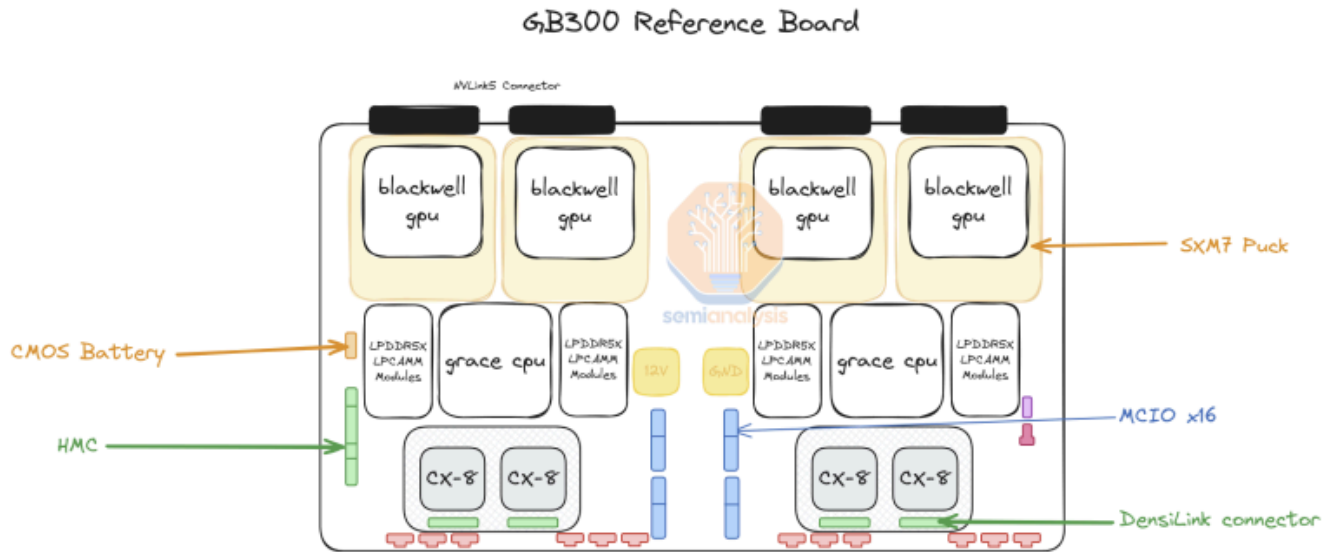 GB300 Reference Board
NVLink5 Connector
blackwell
gpu
blackwell
gpu
blackwell
gpu
blackwell
gpu
SXM7 Puck
semianalysis
CMOS Battery
LPDDR5X
LPCAMM
Modules
grace cpu
LPDDR5X
LPCAMM
Modules
12V
GND
LPDDR5X
LPCAMM
Modules
grace cpu
LPDDR5X
LPCAMM
Modules
MCIO x16
HMC
CX-8
CX-8
CX-8
CX-8
DensiLink connector